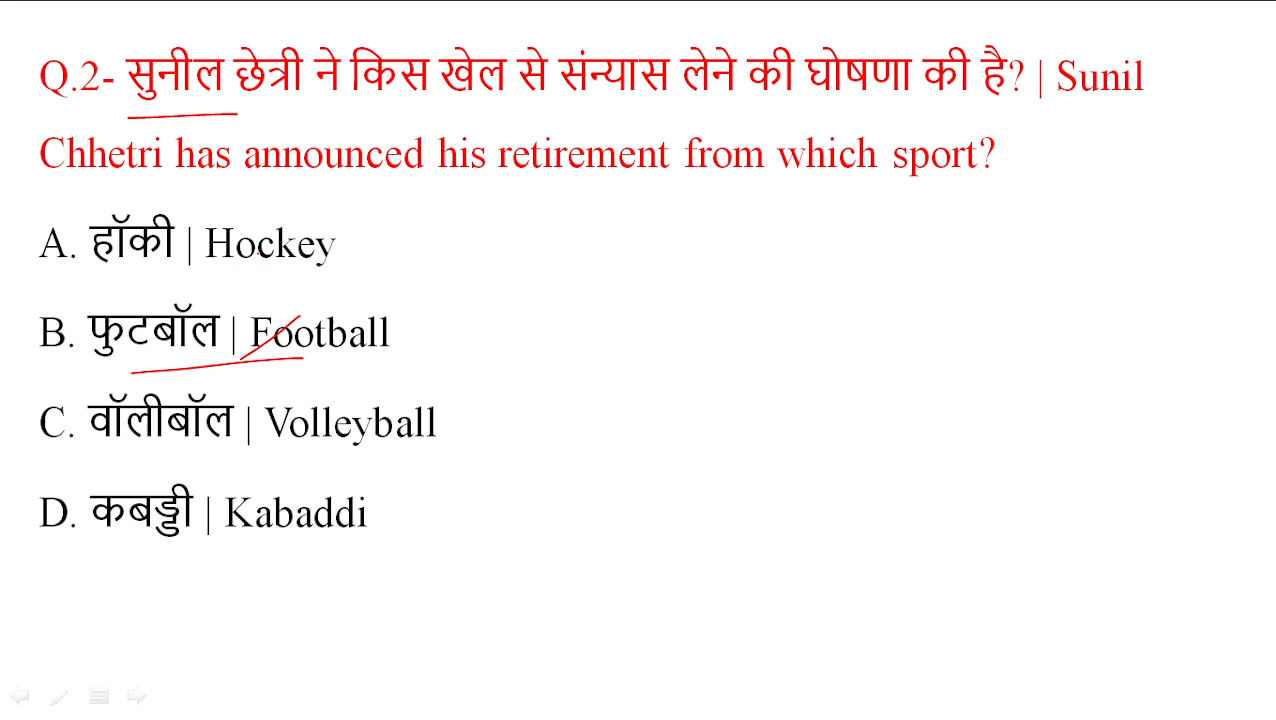 Q.2- सुनील छेत्री ने किस खेल से संन्यास लेने की घोषणा की है? | Sunil
Chhetri has announced his retirement from which sport?
A. हॉकी | Hockey
B. फुटबॉल | Football
C. वॉलीबॉल | Volleyball
D. कबड्डी | Kabaddi